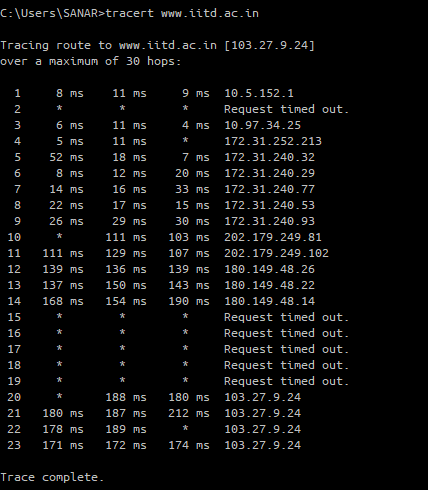 C:\Users\SANAR>tracert www.iitd.ac.in
Tracing route to www.iitd.ac.in [103.27.9.24]
over a maximum of 30 hops:
1 8 ms 11 ms 9 ms 10.5.152.1
2 * * * Request timed out.
3 6 ms 11 ms 4 ms 10.97.34.25
4 5 ms 11 ms * 172.31.252.213
5 52 ms 18 ms 7 ms 172.31.240.32
6 8 ms 12 ms 20 ms 172.31.240.29
7 14 ms 16 ms 33 ms 172.31.240.77
8 22 ms 17 ms 15 ms 172.31.240.53
9 26 ms 29 ms 30 ms 172.31.240.93
10 * 111 ms 103 ms 202.179.249.81
11 111 ms 129 ms 107 ms 202.179.249.102
12 139 ms 136 ms 139 ms 180.149.48.26
13 137 ms 150 ms 143 ms 180.149.48.22
14 168 ms 154 ms 190 ms 180.149.48.14
15 * * * Request timed out.
16 * * * Request timed out.
17 * * * Request timed out.
18 * * * Request timed out.
19 * * * Request timed out.
20 * 188 ms 180 ms 103.27.9.24
21 180 ms 187 ms 212 ms 103.27.9.24
22 178 ms 189 ms * 103.27.9.24
23 171 ms 172 ms 174 ms 103.27.9.24
Trace complete.